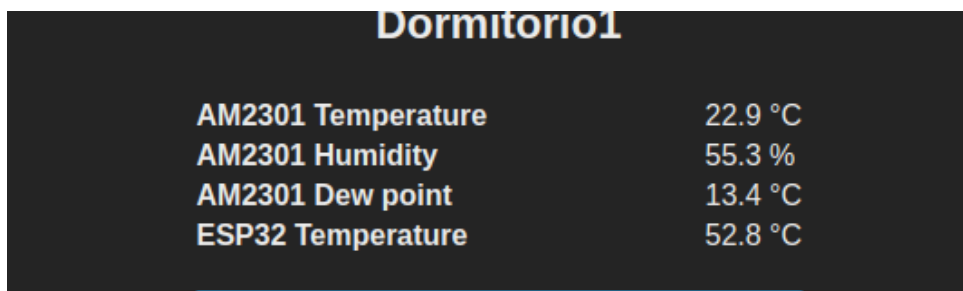 Dormitorio1
AM2301 Temperature 22.9 °C
AM2301 Humidity 55.3 %
AM2301 Dew point 13.4 °C
ESP32 Temperature 52.8 °C